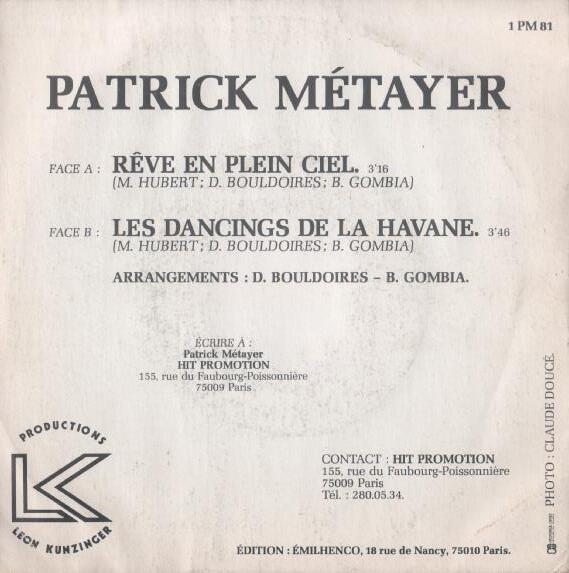 1 PM 81
PATRICK MÉTAYER
FACE A : RÊVE EN PLEIN CIEL. 3'16
(M. HUBERT ; D. BOULDOIRES ; B. GOMBIA)
FACE B : LES DANCINGS DE LA HAVANE. 3'46
(M. HUBERT ; D. BOULDOIRES ; B. GOMBIA)
ARRANGEMENTS : D. BOULDOIRES – B. GOMBIA.
ÉCRIRE À :
Patrick Métayer
HIT PROMOTION
155, rue du Faubourg-Poissonnière
75009 Paris
PRODUCTIONS
LK
LEON KUNZINGER
CONTACT : HIT PROMOTION
155, rue du Faubourg-Poissonnière
75009 Paris
Tél. : 280.05.34.
ÉDITION : ÉMILHENCO, 18 rue de Nancy, 75010 Paris.
PHOTO : CLAUDE DOUCÉ